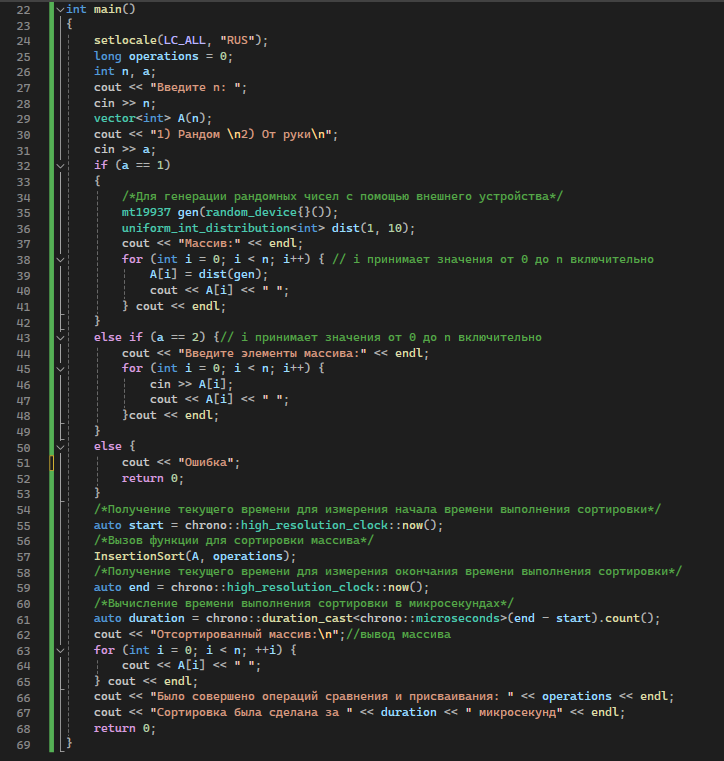 22 int main()
23 {
24 setlocale(LC_ALL, "RUS");
25 long operations = 0;
26 int n, a;
27 cout << "Введите n: ";
28 cin >> n;
29 vector<int> A(n);
30 cout << "1) Рандом \n2) От руки\n";
31 cin >> a;
32 if (a == 1)
33 {
34 /*Для генерации рандомных чисел с помощью внешнего устройства*/
35 mt19937 gen(random_device{}());
36 uniform_int_distribution<int> dist(1, 10);
37 cout << "Массив:" << endl;
38 for (int i = 0; i < n; i++) { // i принимает значения от 0 до n включительно
39 A[i] = dist(gen);
40 cout << A[i] << " ";
41 } cout << endl;
42 }
43 else if (a == 2) {// i принимает значения от 0 до n включительно
44 cout << "Введите элементы массива:" << endl;
45 for (int i = 0; i < n; i++) {
46 cin >> A[i];
47 cout << A[i] << " ";
48 }cout << endl;
49 }
50 else {
51 cout << "Ошибка";
52 return 0;
53 }
54 /*Получение текущего времени для измерения начала времени выполнения сортировки*/
55 auto start = chrono::high_resolution_clock::now();
56 /*Вызов функции для сортировки массива*/
57 InsertionSort(A, operations);
58 /*Получение текущего времени для измерения окончания времени выполнения сортировки*/
59 auto end = chrono::high_resolution_clock::now();
60 /*Вычисление времени выполнения сортировки в микросекундах*/
61 auto duration = chrono::duration_cast<chrono::microseconds>(end - start).count();
62 cout << "Отсортированный массив:\n";//вывод массива
63 for (int i = 0; i < n; ++i) {
64 cout << A[i] << " ";
65 } cout << endl;
66 cout << "Было совершено операций сравнения и присваивания: " << operations << endl;
67 cout << "Сортировка была сделана за " << duration << " микросекунд" << endl;
68 return 0;
69 }